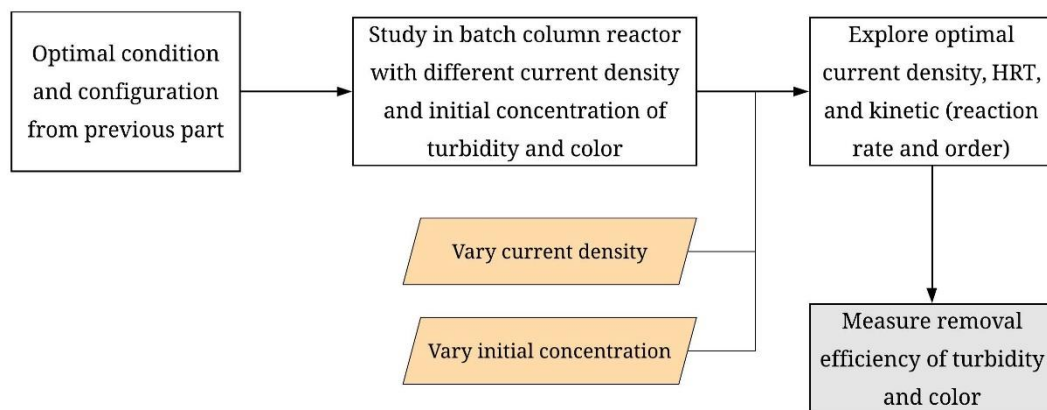 Optimal condition
and configuration
from previous part
Study in batch column reactor
with different current density
and initial concentration of
turbidity and color
Explore optimal
current density, HRT,
and kinetic (reaction
rate and order)
Vary current density
Vary initial concentration
Measure removal
efficiency of turbidity
and color